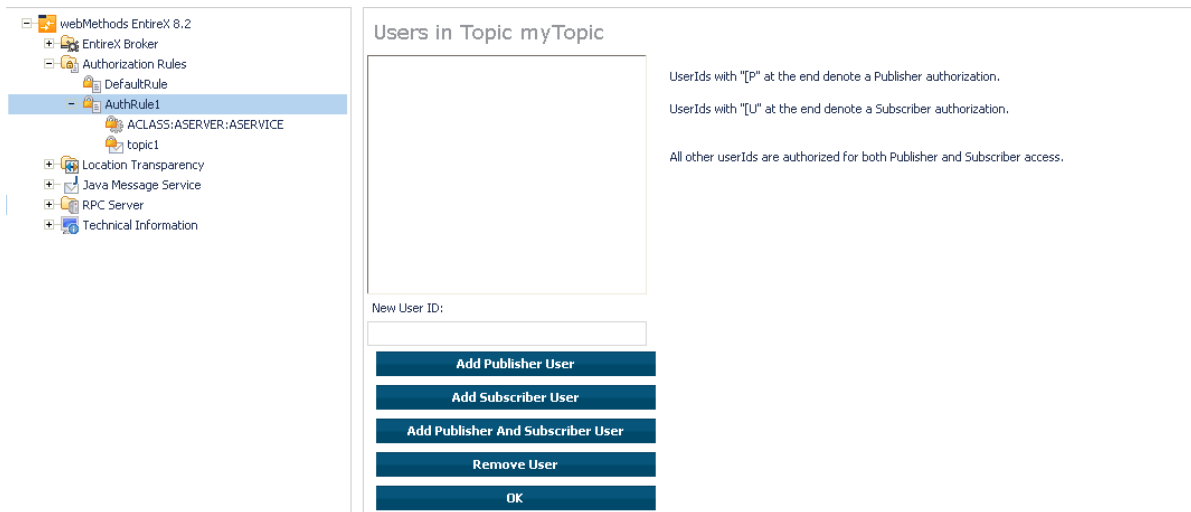 webMethods EntireX 8.2
EntireX Broker
Authorization Rules
DefaultRule
AuthRule1
ACLASS:ASERVER:ASERVICE
topic1
Location Transparency
Java Message Service
RPC Server
Technical Information
Users in Topic myTopic
UserIds with "[P" at the end denote a Publisher authorization.
UserIds with "[U" at the end denote a Subscriber authorization.
All other userIds are authorized for both Publisher and Subscriber access.
New User ID:
Add Publisher User
Add Subscriber User
Add Publisher And Subscriber User
Remove User
OK